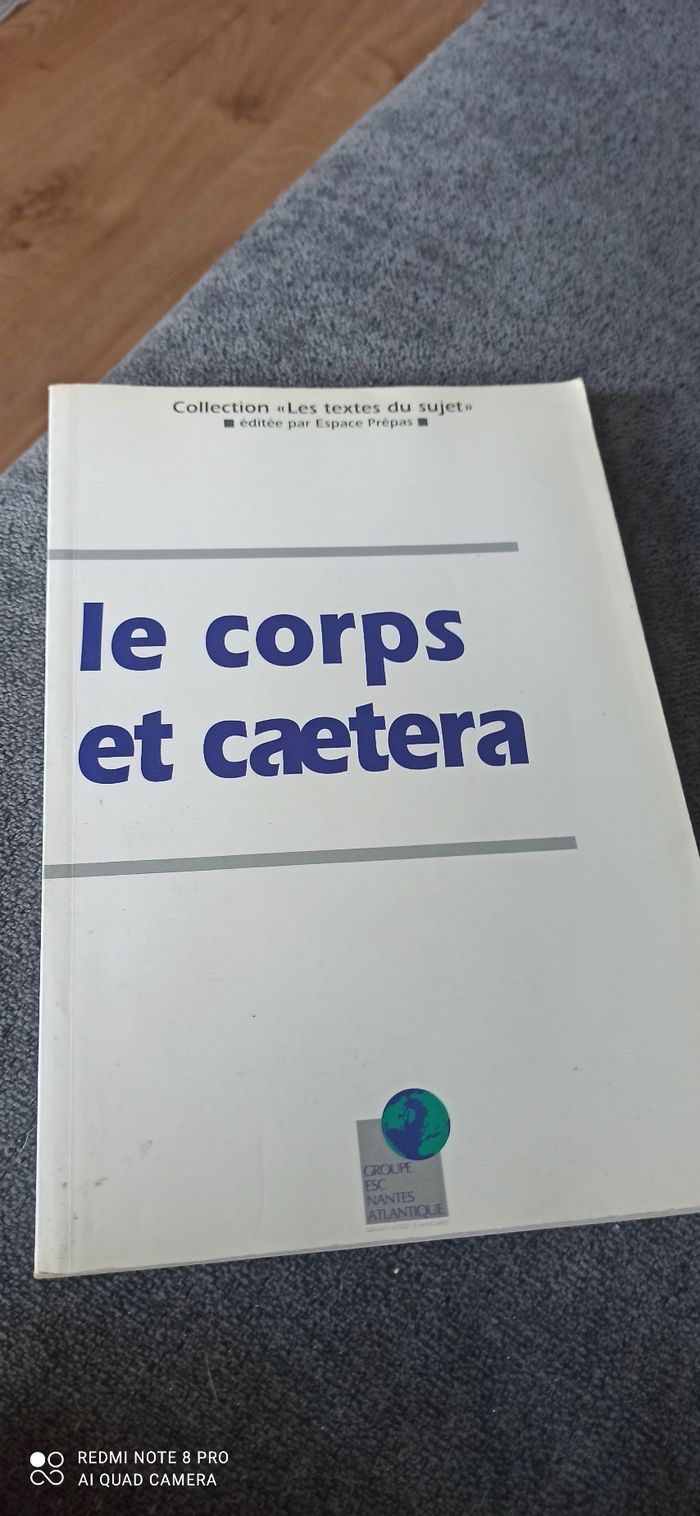 Collection «Les textes du sujet»
■ éditée par Espace Prépas ■
le corps
et cætera
GROUPE
ESC
NANTES
ATLANTIQUE
REDMI NOTE 8 PRO
AI QUAD CAMERA